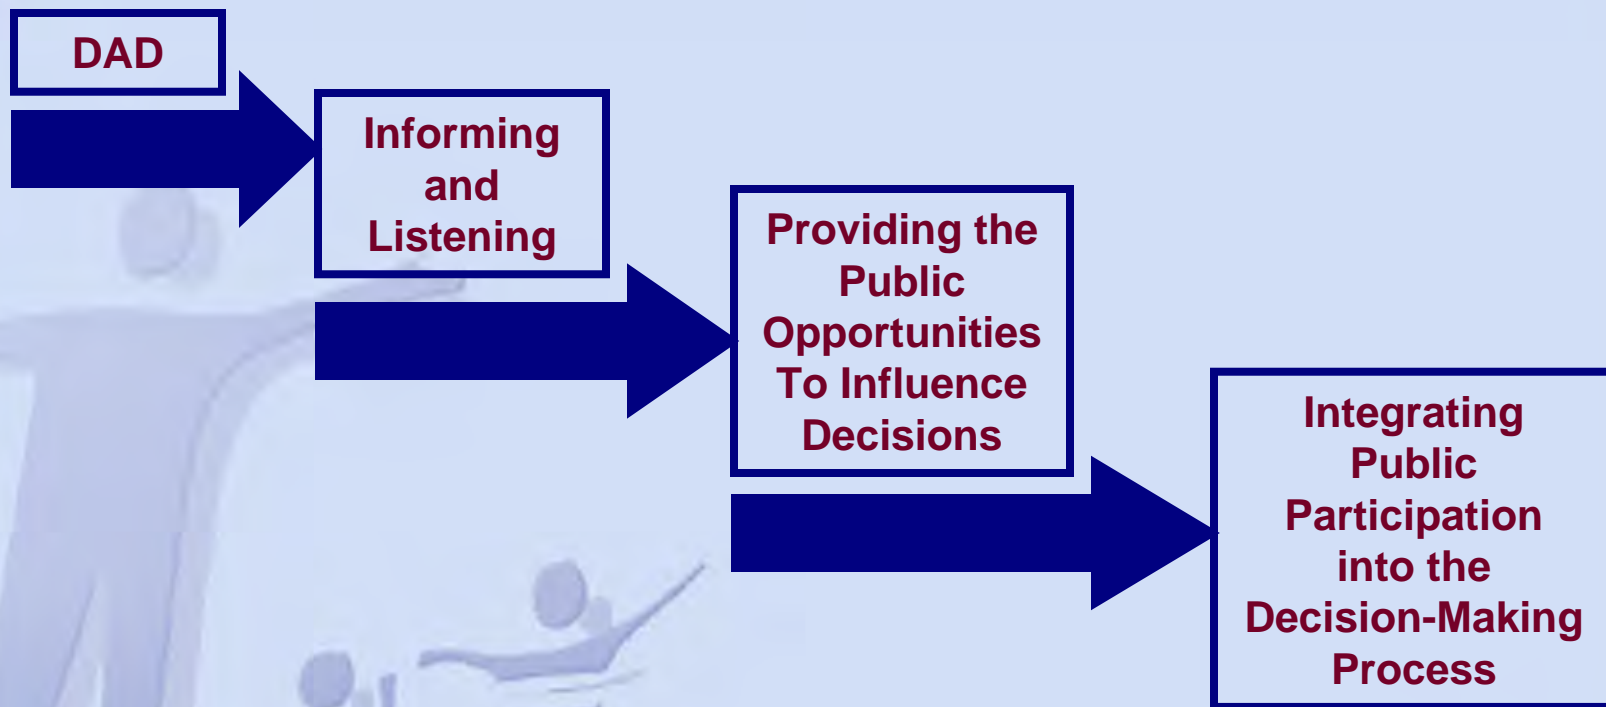 DAD
Informing
and
Listening
Providing the
Public
Opportunities
To Influence
Decisions
Integrating
Public
Participation
into the
Decision-Making
Process